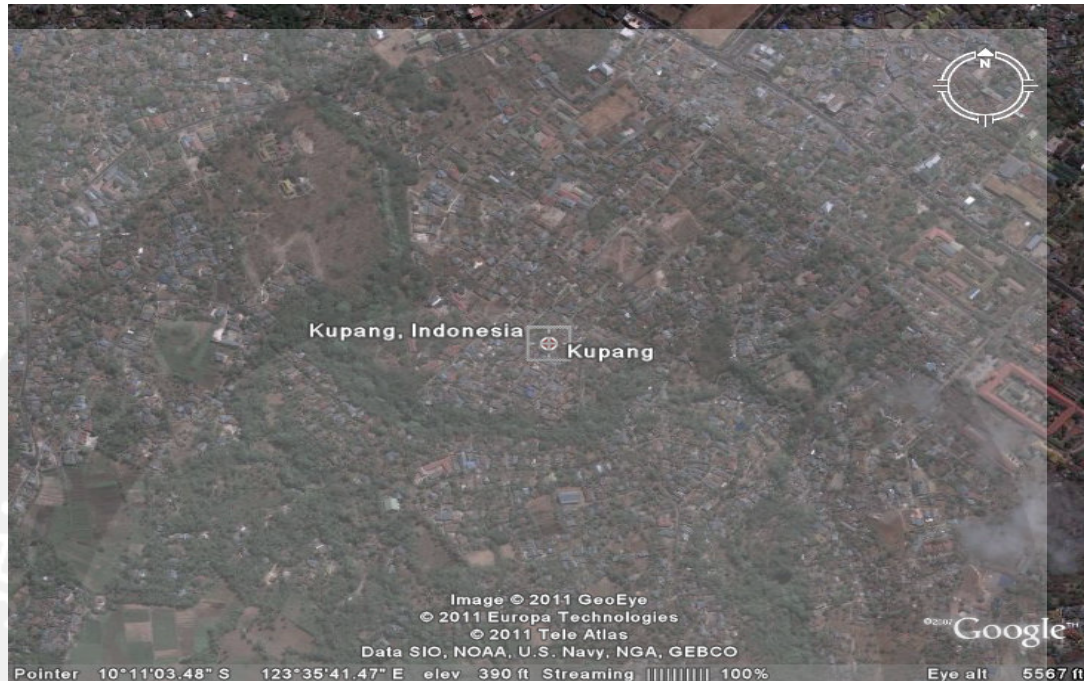 N
Kupang, Indonesia
Kupang
Image © 2011 GeoEye
© 2011 Europa Technologies
© 2011 Tele Atlas
Data SIO, NOAA, U.S. Navy, NGA, GEBCO
Google™
Pointer 10°11'03.48" S 123°35'41.47" E elev 390 ft Streaming |||||||||| 100% Eye alt 5567 ft